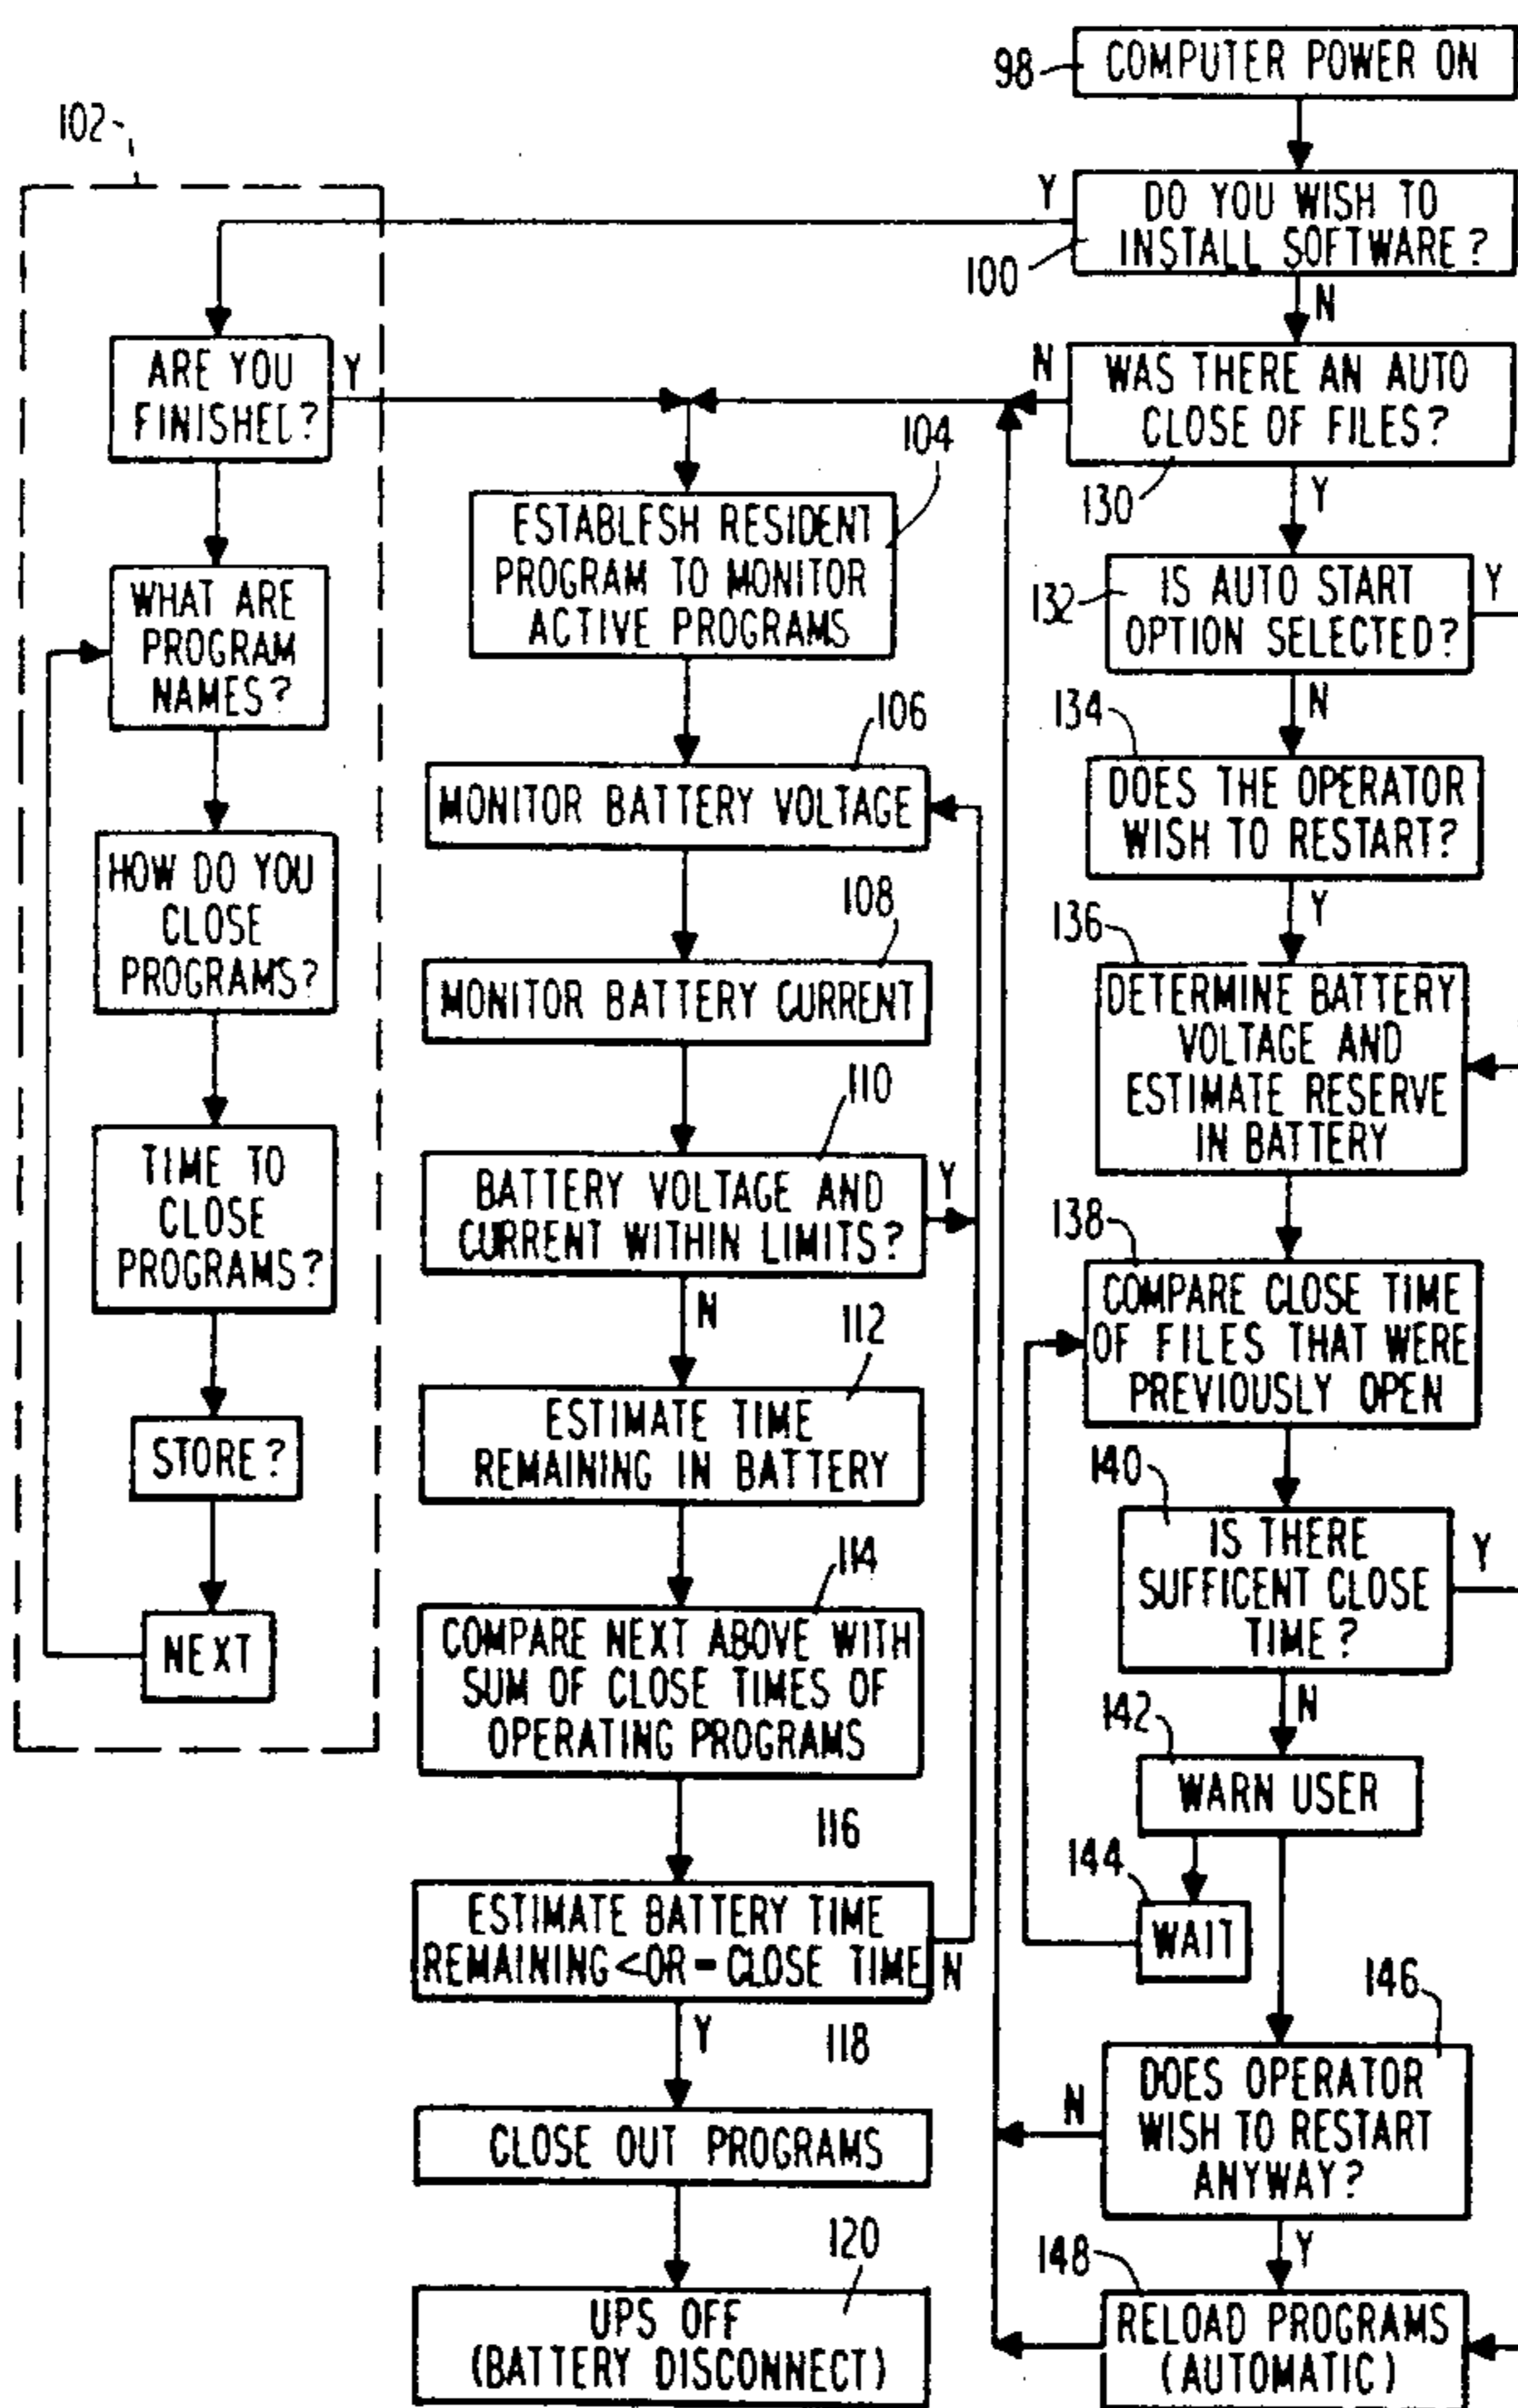 98
COMPUTER POWER ON
Y
DO YOU WISH TO
INSTALL SOFTWARE?
100
N
102
ARE YOU
FINISHED?
Y
WHAT ARE
PROGRAM
NAMES?
HOW DO YOU
CLOSE
PROGRAMS?
TIME TO
CLOSE
PROGRAMS?
STORE?
NEXT
104
ESTABLFSH RESIDENT
PROGRAM TO MONITOR
ACTIVE PROGRAMS
106
MONITOR BATTERY VOLTAGE
108
MONITOR BATTERY CURRENT
110
BATTERY VOLTAGE AND
CURRENT WITHIN LIMITS?
Y
N
112
ESTIMATE TIME
REMAINING IN BATTERY
114
COMPARE NEXT ABOVE WITH
SUM OF CLOSE TIMES OF
OPERATING PROGRAMS
116
ESTIMATE BATTERY TIME
REMAINING <OR = CLOSE TIME
N
Y
118
CLOSE OUT PROGRAMS
120
UPS OFF
(BATTERY DISCONNECT)
N
WAS THERE AN AUTO
CLOSE OF FILES?
130
Y
132
IS AUTO START
OPTION SELECTED?
Y
N
134
DOES THE OPERATOR
WISH TO RESTART?
Y
136
DETERMINE BATTERY
VOLTAGE AND
ESTIMATE RESERVE
IN BATTERY
138
COMPARE CLOSE TIME
OF FILES THAT WERE
PREVIOUSLY OPEN
140
IS THERE
SUFFICENT CLOSE
TIME?
Y
N
142
WARN USER
144
WAIT
146
DOES OPERATOR
WISH TO RESTART
ANYWAY?
N
Y
148
RELOAD PROGRAMS
(AUTOMATIC)